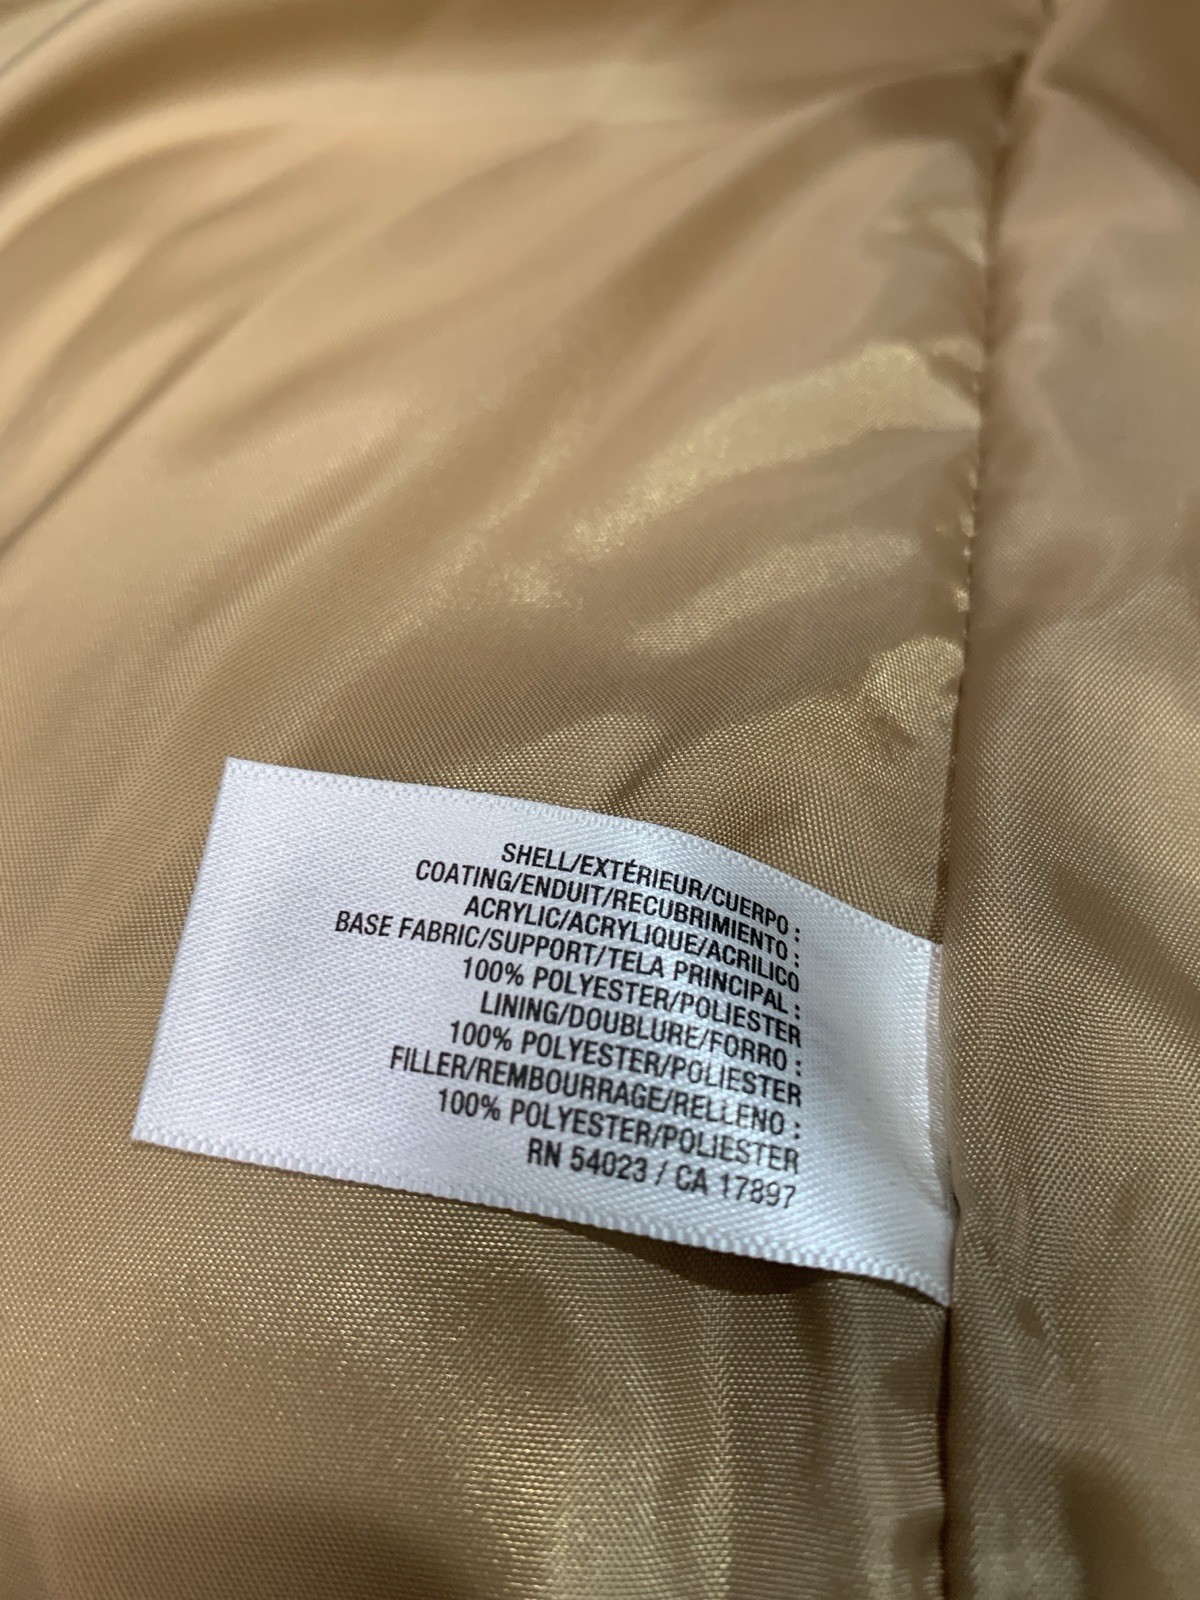 SHELL/EXTÉRIEUR/CUERPO :
COATING/ENDUIT/RECUBRIMIENTO :
ACRYLIC/ACRYLIQUE/ACRILICO
BASE FABRIC/SUPPORT/TELA PRINCIPAL :
100% POLYESTER/POLIESTER
LINING/DOUBLURE/FORRO :
100% POLYESTER/POLIESTER
FILLER/REMBOURRAGE/RELLENO :
100% POLYESTER/POLIESTER
RN 54023 / CA 17897